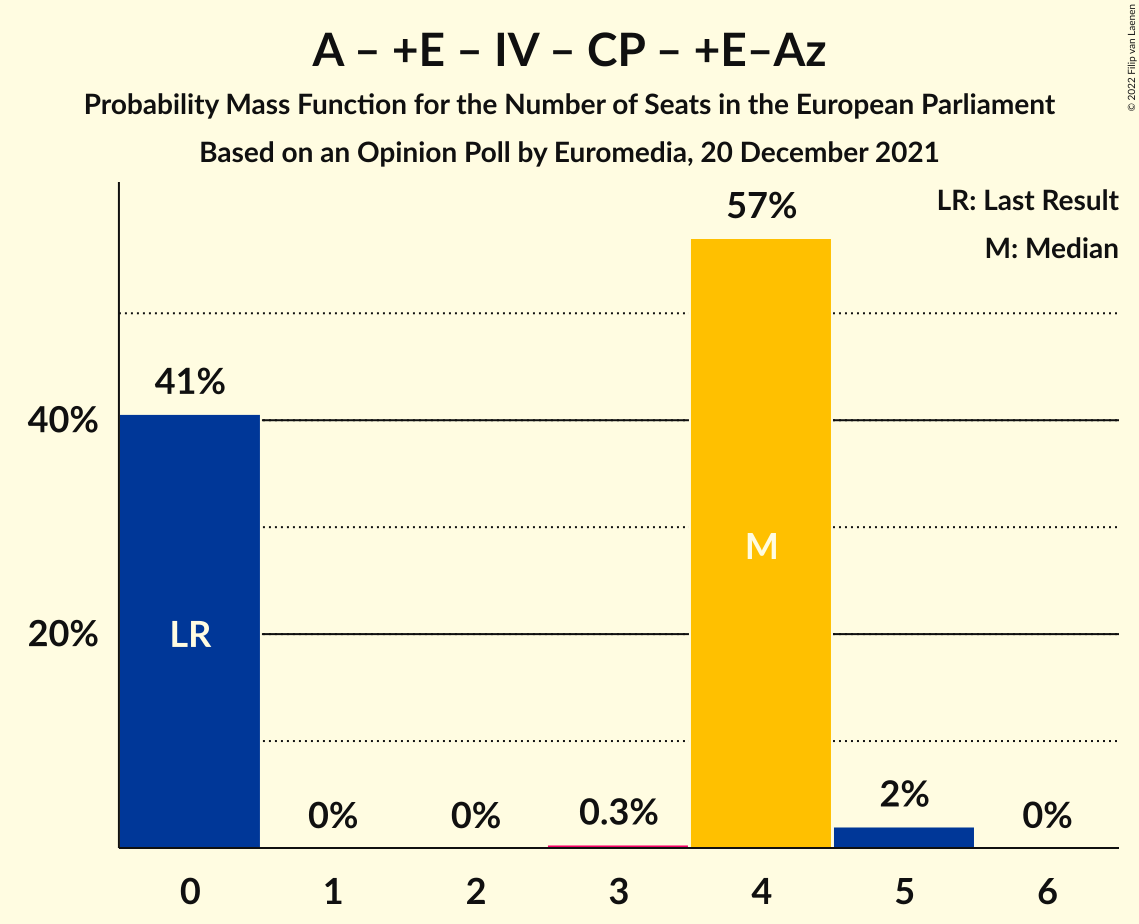 A – +E – IV – CP – +E–Az
Probability Mass Function for the Number of Seats in the European Parliament
Based on an Opinion Poll by Euromedia, 20 December 2021
© 2022 Filip van Laenen
LR: Last Result
M: Median
57%
41%
40%
M
20%
LR
0%
0%
0.3%
2%
0%
0
1
2
3
4
5
6